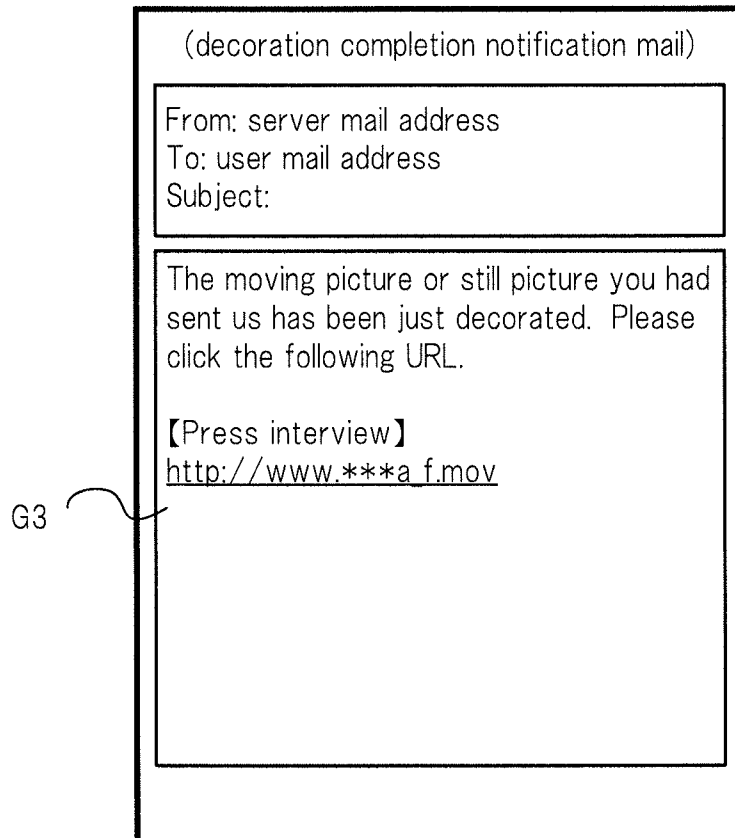 (decoration completion notification mail)
From: server mail address
To: user mail address
Subject:
The moving picture or still picture you had
sent us has been just decorated. Please
click the following URL.
【Press interview】
http://www.***a_f.mov
G3